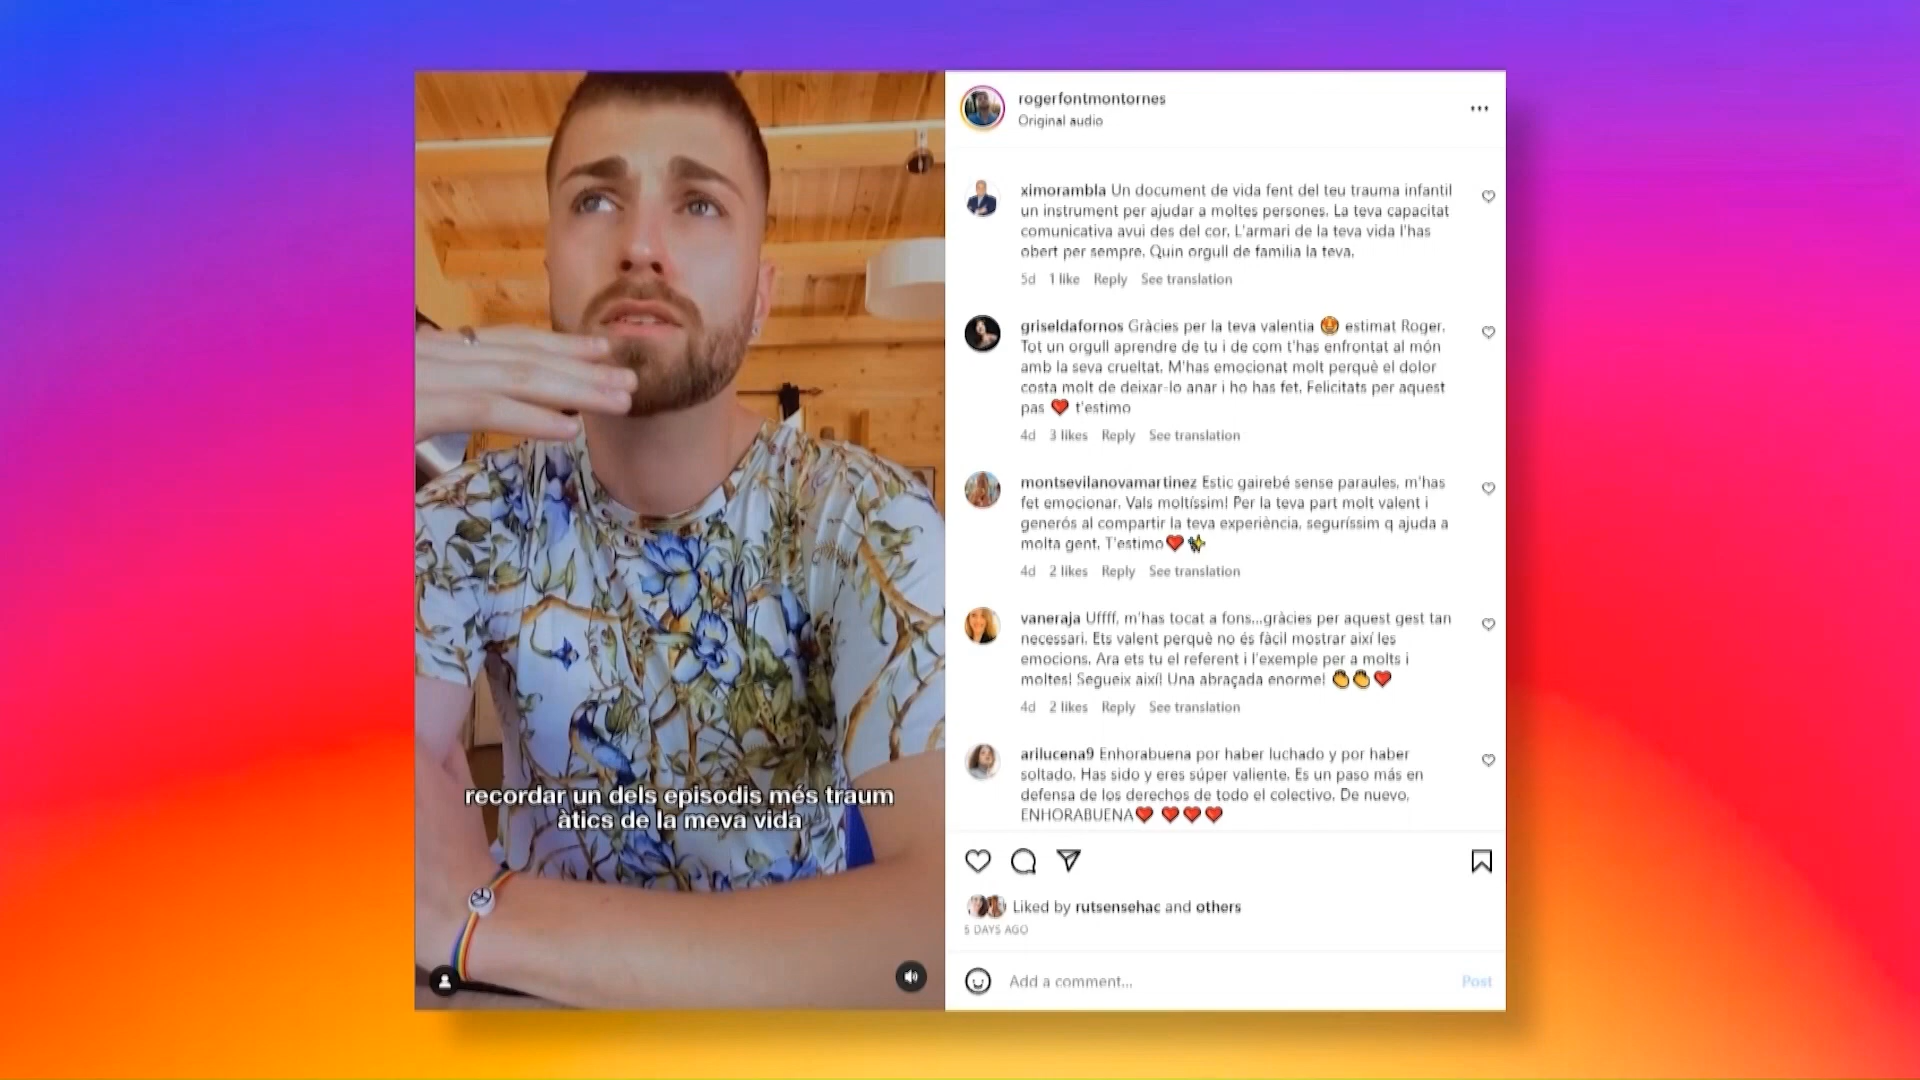 rogerfontmontornes
Original audio
ximorambla Un document de vida fent del teu trauma infantil
un instrument per ajudar a moltes persones. La teva capacitat
comunicativa avui des del cor. L'armari de la teva vida l'has
obert per sempre. Quin orgull de familia la teva.
5d 1 like Reply See translation
griseldafornos Gràcies per la teva valentia 🤩 estimat Roger.
Tot un orgull aprendre de tu i de com t'has enfrontat al món
amb la seva crueltat. M'has emocionat molt perquè el dolor
costa molt de deixar-lo anar i ho has fet. Felicitats per aquest
pas ❤️ t'estimo
4d 3 likes Reply See translation
montsevilanovamartinez Estic gairebé sense paraules, m'has
fet emocionar. Vals moltíssim! Per la teva part molt valent i
generós al compartir la teva experiència, seguríssim q ajuda a
molta gent. T'estimo❤️✨
4d 2 likes Reply See translation
vaneraja Uffff, m'has tocat a fons...gràcies per aquest gest tan
necessari. Ets valent perquè no és fàcil mostrar així les
emocions. Ara ets tu el referent i l'exemple per a molts i
moltes! Segueix així! Una abraçada enorme! 👏👏❤️
4d 2 likes Reply See translation
arilucena9 Enhorabuena por haber luchado y por haber
soltado. Has sido y eres súper valiente. Es un paso más en
defensa de los derechos de todo el colectivo. De nuevo,
ENHORABUENA❤️ ❤️❤️❤️
recordar un dels episodis més traum
àtics de la meva vida
Liked by rutsensehac and others
5 DAYS AGO
Add a comment... Post